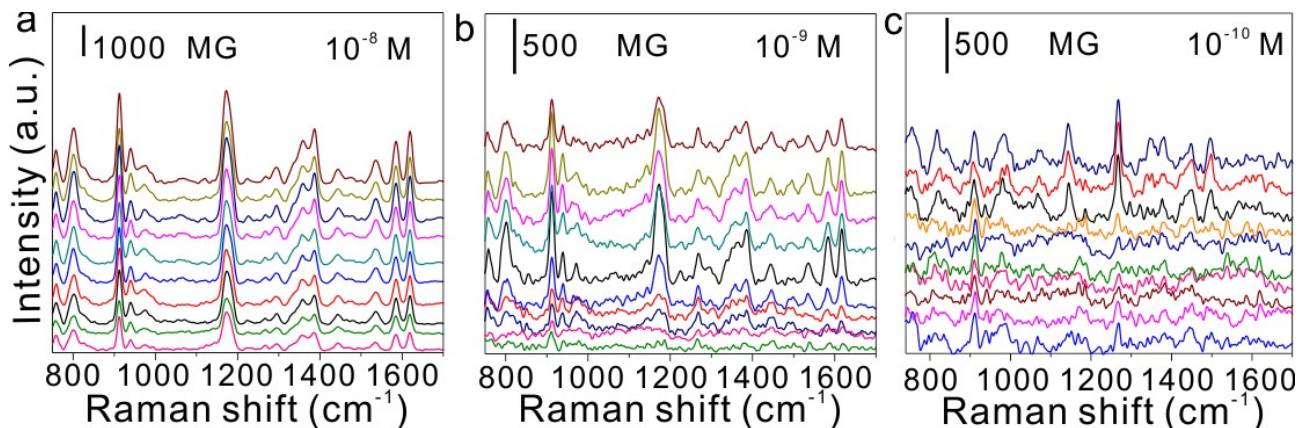 a
1000 MG 10⁻⁸ M
Intensity (a.u.)
800 1000 1200 1400 1600
Raman shift (cm⁻¹)
b
500 MG 10⁻⁹ M
800 1000 1200 1400 1600
Raman shift (cm⁻¹)
c
500 MG 10⁻¹⁰ M
800 1000 1200 1400 1600
Raman shift (cm⁻¹)